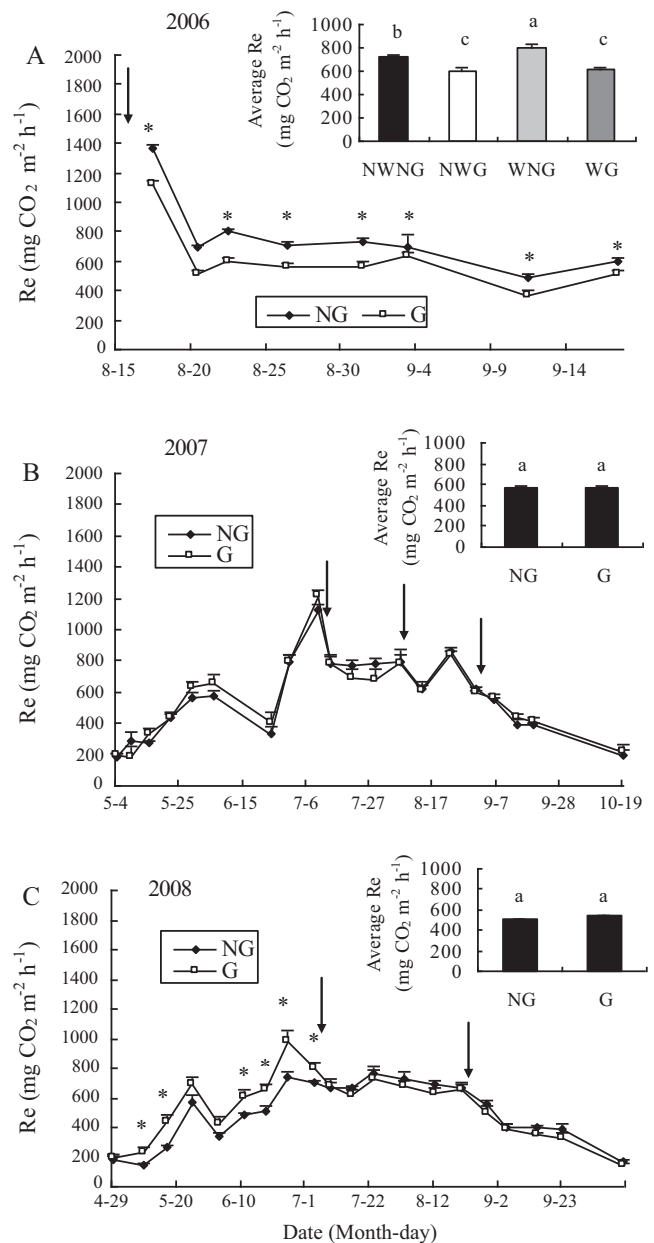 2006
A
Re (mg CO₂ m⁻² h⁻¹)
2000
1800
1600
1400
1200
1000
800
600
400
200
0
8-15 8-20 8-25 8-30 9-4 9-9 9-14
* * * * * * *
NG G
Average Re
(mg CO₂ m⁻² h⁻¹)
1000
800
600
400
200
0
b c a c
NWNG NWG WNG WG
B
2007
Re (mg CO₂ m⁻² h⁻¹)
2000
1800
1600
1400
1200
1000
800
600
400
200
0
5-4 5-25 6-15 7-6 7-27 8-17 9-7 9-28 10-19
NG
G
Average Re
(mg CO₂ m⁻² h⁻¹)
1000
800
600
400
200
0
a a
NG G
C
2008
Re (mg CO₂ m⁻² h⁻¹)
2000
1800
1600
1400
1200
1000
800
600
400
200
0
4-29 5-20 6-10 7-1 7-22 8-12 9-2 9-23
NG
G
* * * * * *
Average Re
(mg CO₂ m⁻² h⁻¹)
1000
800
600
400
200
0
a a
NG G
Date (Month-day)